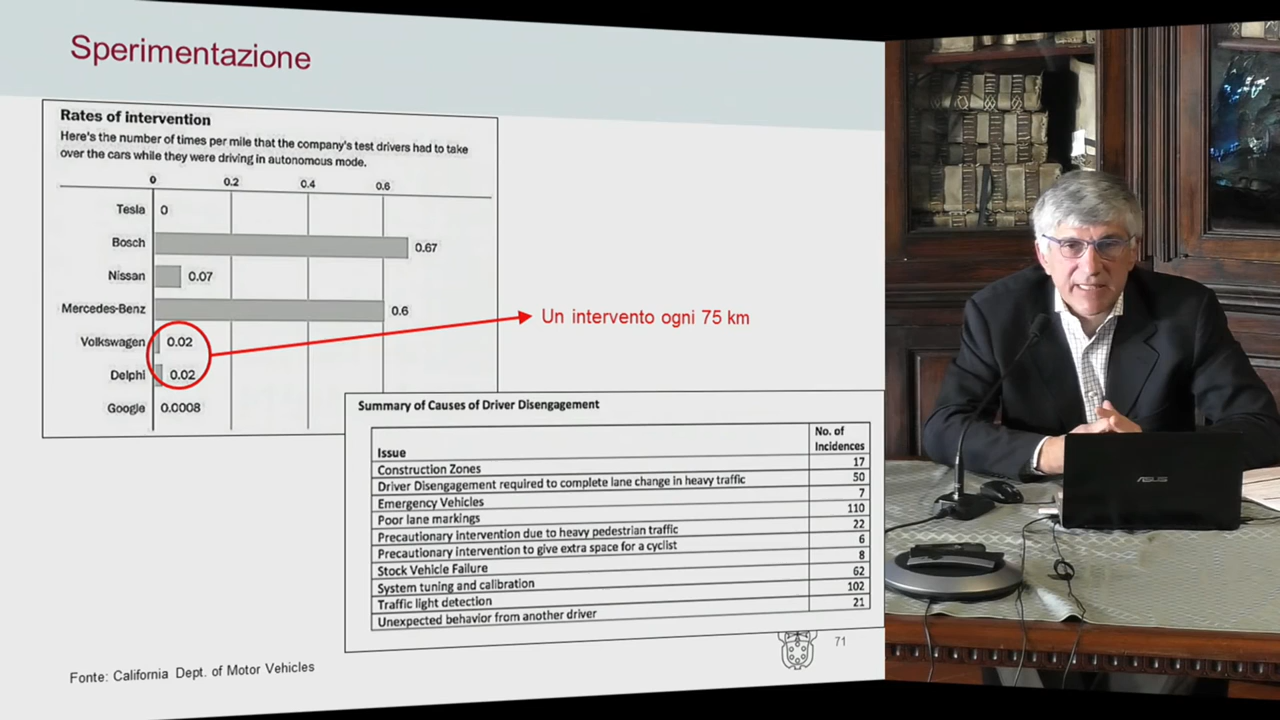 Sperimentazione
Rates of intervention
Here's the number of times per mile that the company's test drivers had to take
over the cars while they were driving in autonomous mode.
0 0.2 0.4 0.6
Tesla 0
Bosch 0.67
Nissan 0.07
Mercedes-Benz 0.6
Volkswagen 0.02
Delphi 0.02
Google 0.0008
Un intervento ogni 75 km
Summary of Causes of Driver Disengagement
Issue No. of
Incidences
Construction Zones 17
Driver Disengagement required to complete lane change in heavy traffic 50
Emergency Vehicles 7
Poor lane markings 110
Precautionary intervention due to heavy pedestrian traffic 22
Precautionary intervention to give extra space for a cyclist 6
Stock Vehicle Failure 8
System tuning and calibration 62
Traffic light detection 102
Unexpected behavior from another driver 21
71
Fonte: California Dept. of Motor Vehicles
ASUS